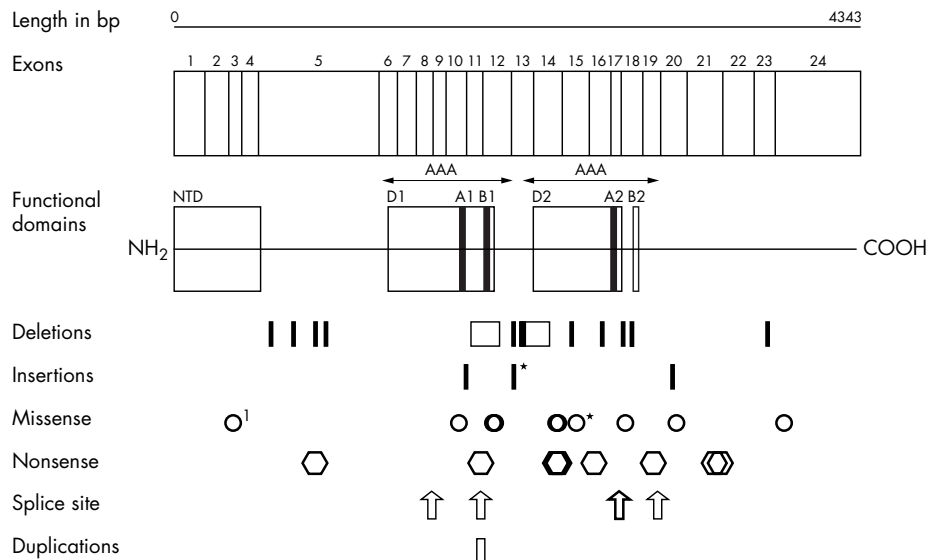 Length in bp 0 4343
Exons 1 2 3 4 5 6 7 8 9 10 11 12 13 14 15 16 17 18 19 20 21 22 23 24
AAA AAA
Functional domains
NTD D1 A1 B1 D2 A2 B2
NH2 COOH
Deletions
Insertions *
Missense 1 *
Nonsense
Splice site
Duplications